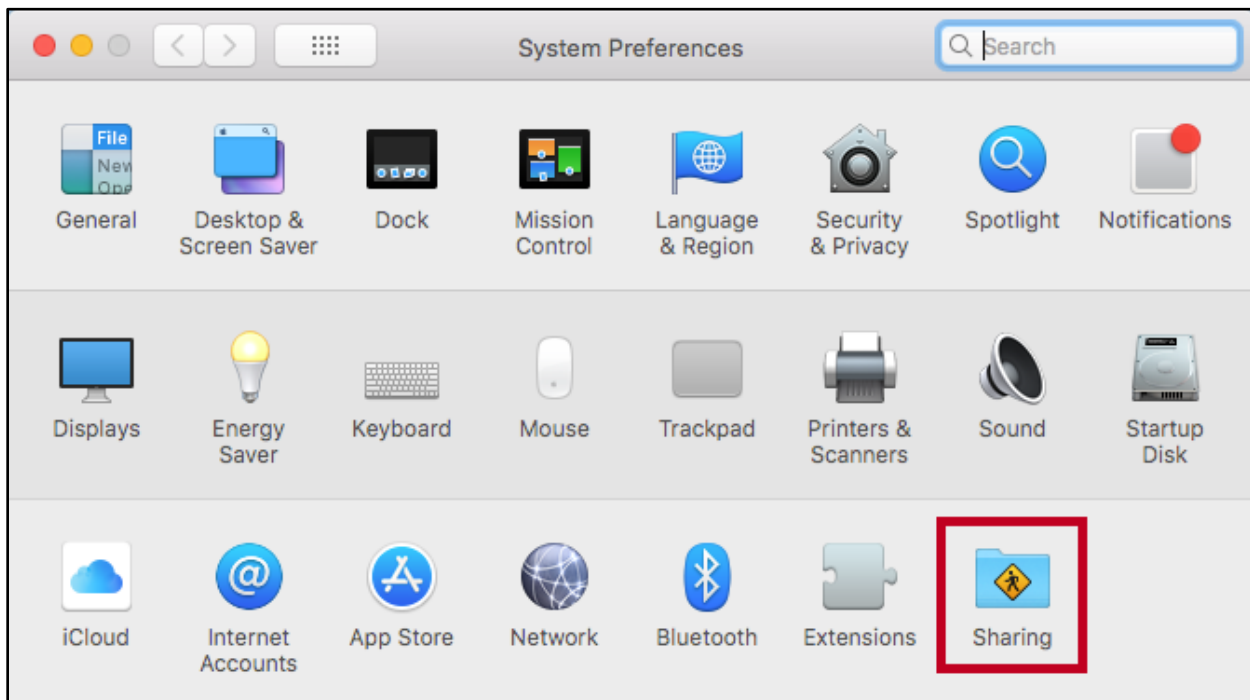 System Preferences
Search
File
New
Ope
General
Desktop &
Screen Saver
Dock
Mission
Control
Language
& Region
Security
& Privacy
Spotlight
Notifications
Displays
Energy
Saver
Keyboard
Mouse
Trackpad
Printers &
Scanners
Sound
Startup
Disk
iCloud
Internet
Accounts
App Store
Network
Bluetooth
Extensions
Sharing